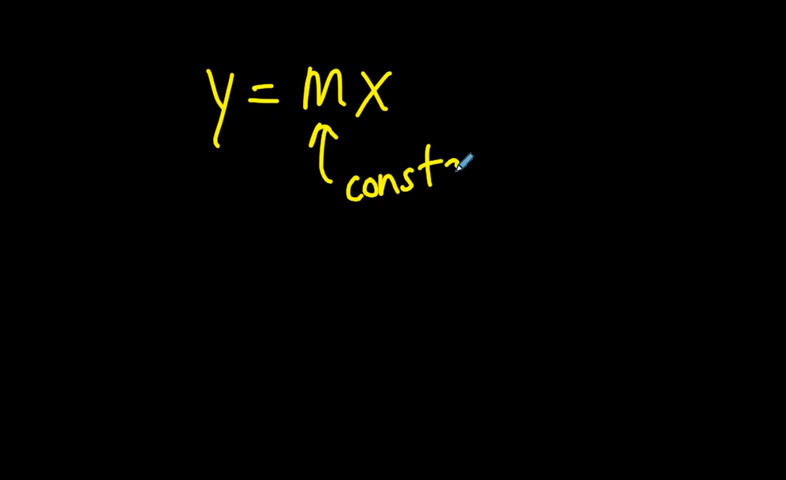 y = mx
const